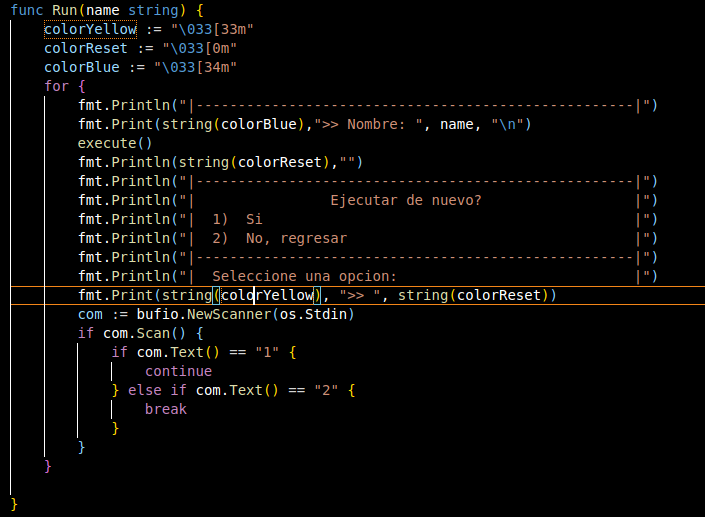 func Run(name string) {
    colorYellow := "\033[33m"
    colorReset := "\033[0m"
    colorBlue := "\033[34m"
    for {
        fmt.Println("|----------------------------------------------------|")
        fmt.Print(string(colorBlue),">> Nombre: ", name, "\n")
        execute()
        fmt.Println(string(colorReset),"")
        fmt.Println("|----------------------------------------------------|")
        fmt.Println("|                Ejecutar de nuevo?                  |")
        fmt.Println("|  1)  Si                                            |")
        fmt.Println("|  2)  No, regresar                                  |")
        fmt.Println("|----------------------------------------------------|")
        fmt.Println("|  Seleccione una opcion:                            |")
        fmt.Print(string(colorYellow), ">> ", string(colorReset))
        com := bufio.NewScanner(os.Stdin)
        if com.Scan() {
            if com.Text() == "1" {
                continue
            } else if com.Text() == "2" {
                break
            }
        }
    }
}